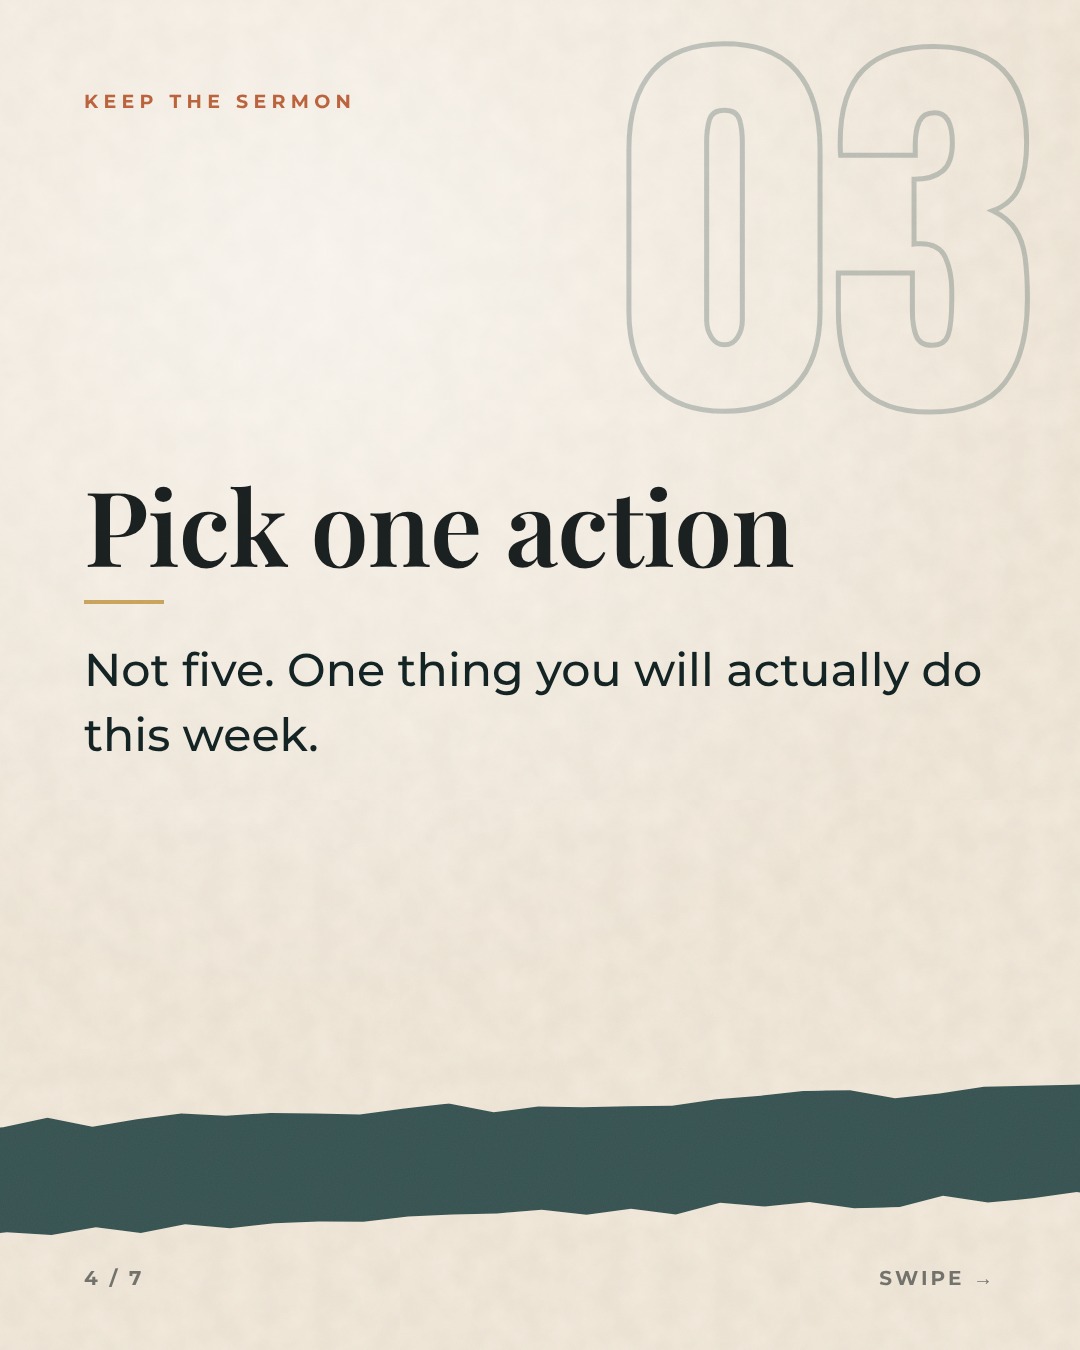 KEEP THE SERMON
03
Pick one action
Not five. One thing you will actually do
this week.
4 / 7
SWIPE →